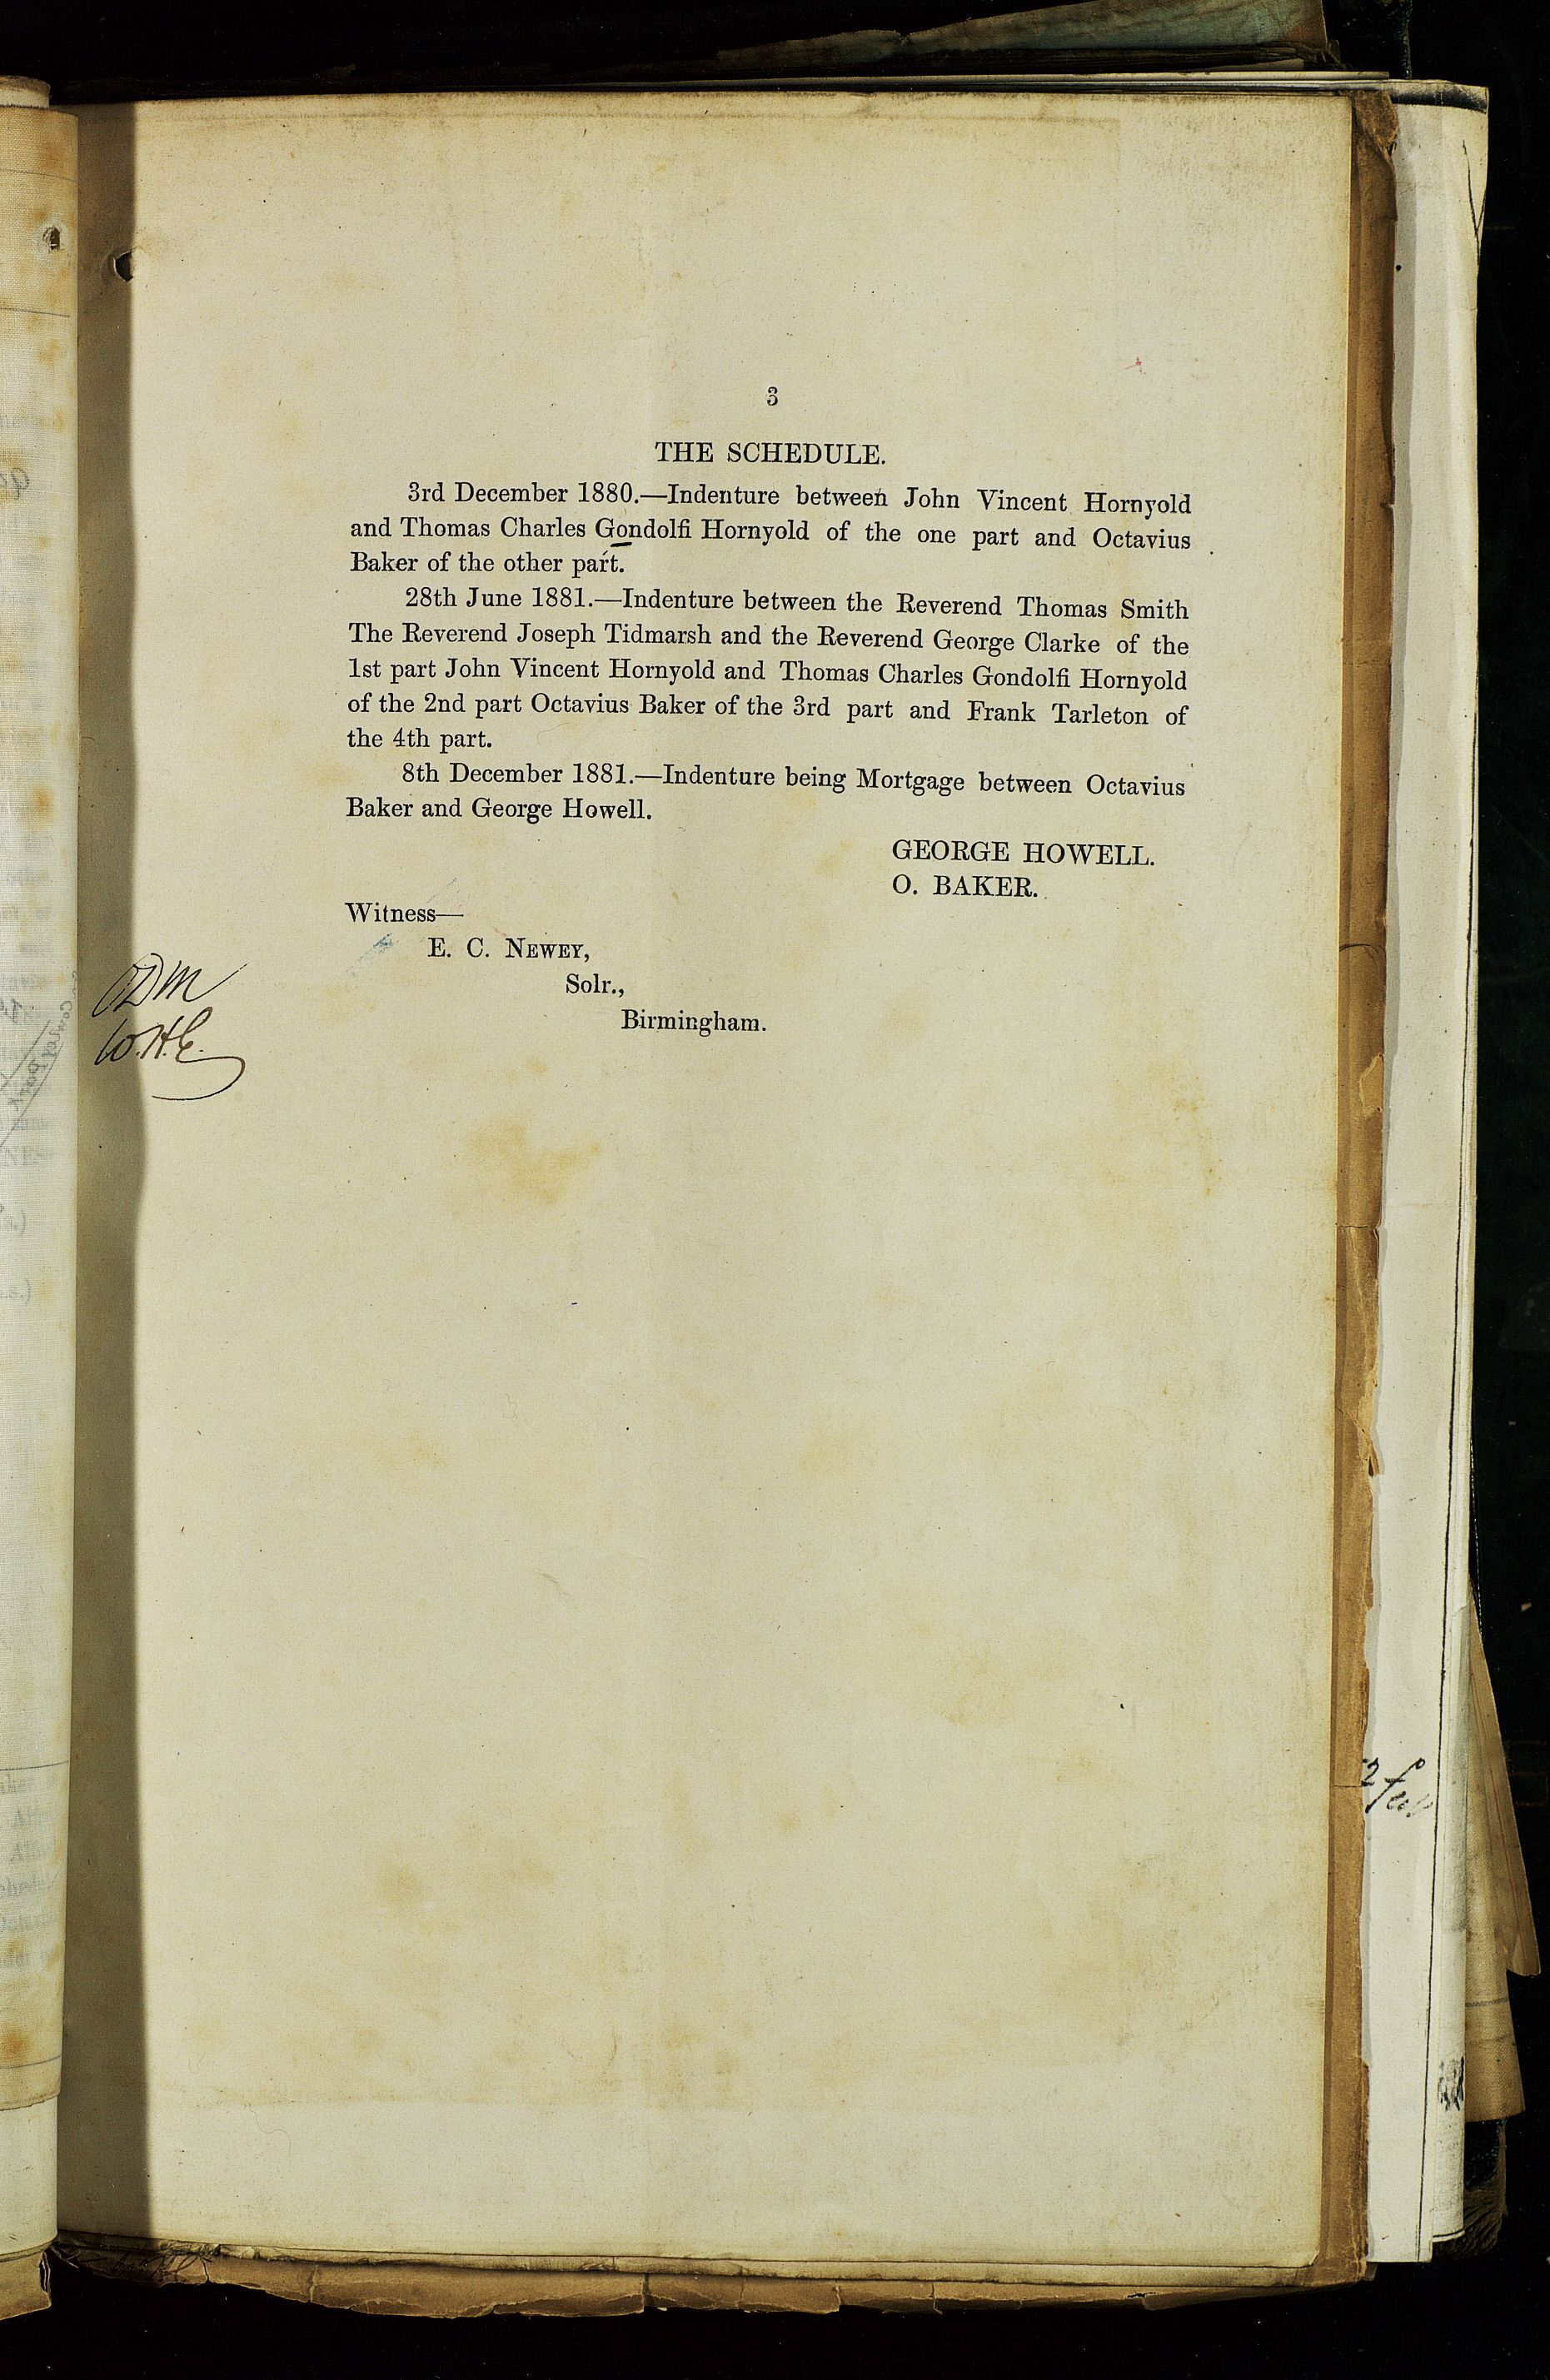 3
THE SCHEDULE.
3rd December 1880.—Indenture between John Vincent Hornyold
and Thomas Charles Gondolfi Hornyold of the one part and Octavius
Baker of the other part.
28th June 1881.—Indenture between the Reverend Thomas Smith
The Reverend Joseph Tidmarsh and the Reverend George Clarke of the
1st part John Vincent Hornyold and Thomas Charles Gondolfi Hornyold
of the 2nd part Octavius Baker of the 3rd part and Frank Tarleton of
the 4th part.
8th December 1881.—Indenture being Mortgage between Octavius
Baker and George Howell.
GEORGE HOWELL.
O. BAKER.
Witness—
E. C. NEWEY,
Solr.,
Birmingham.
W.H.E.